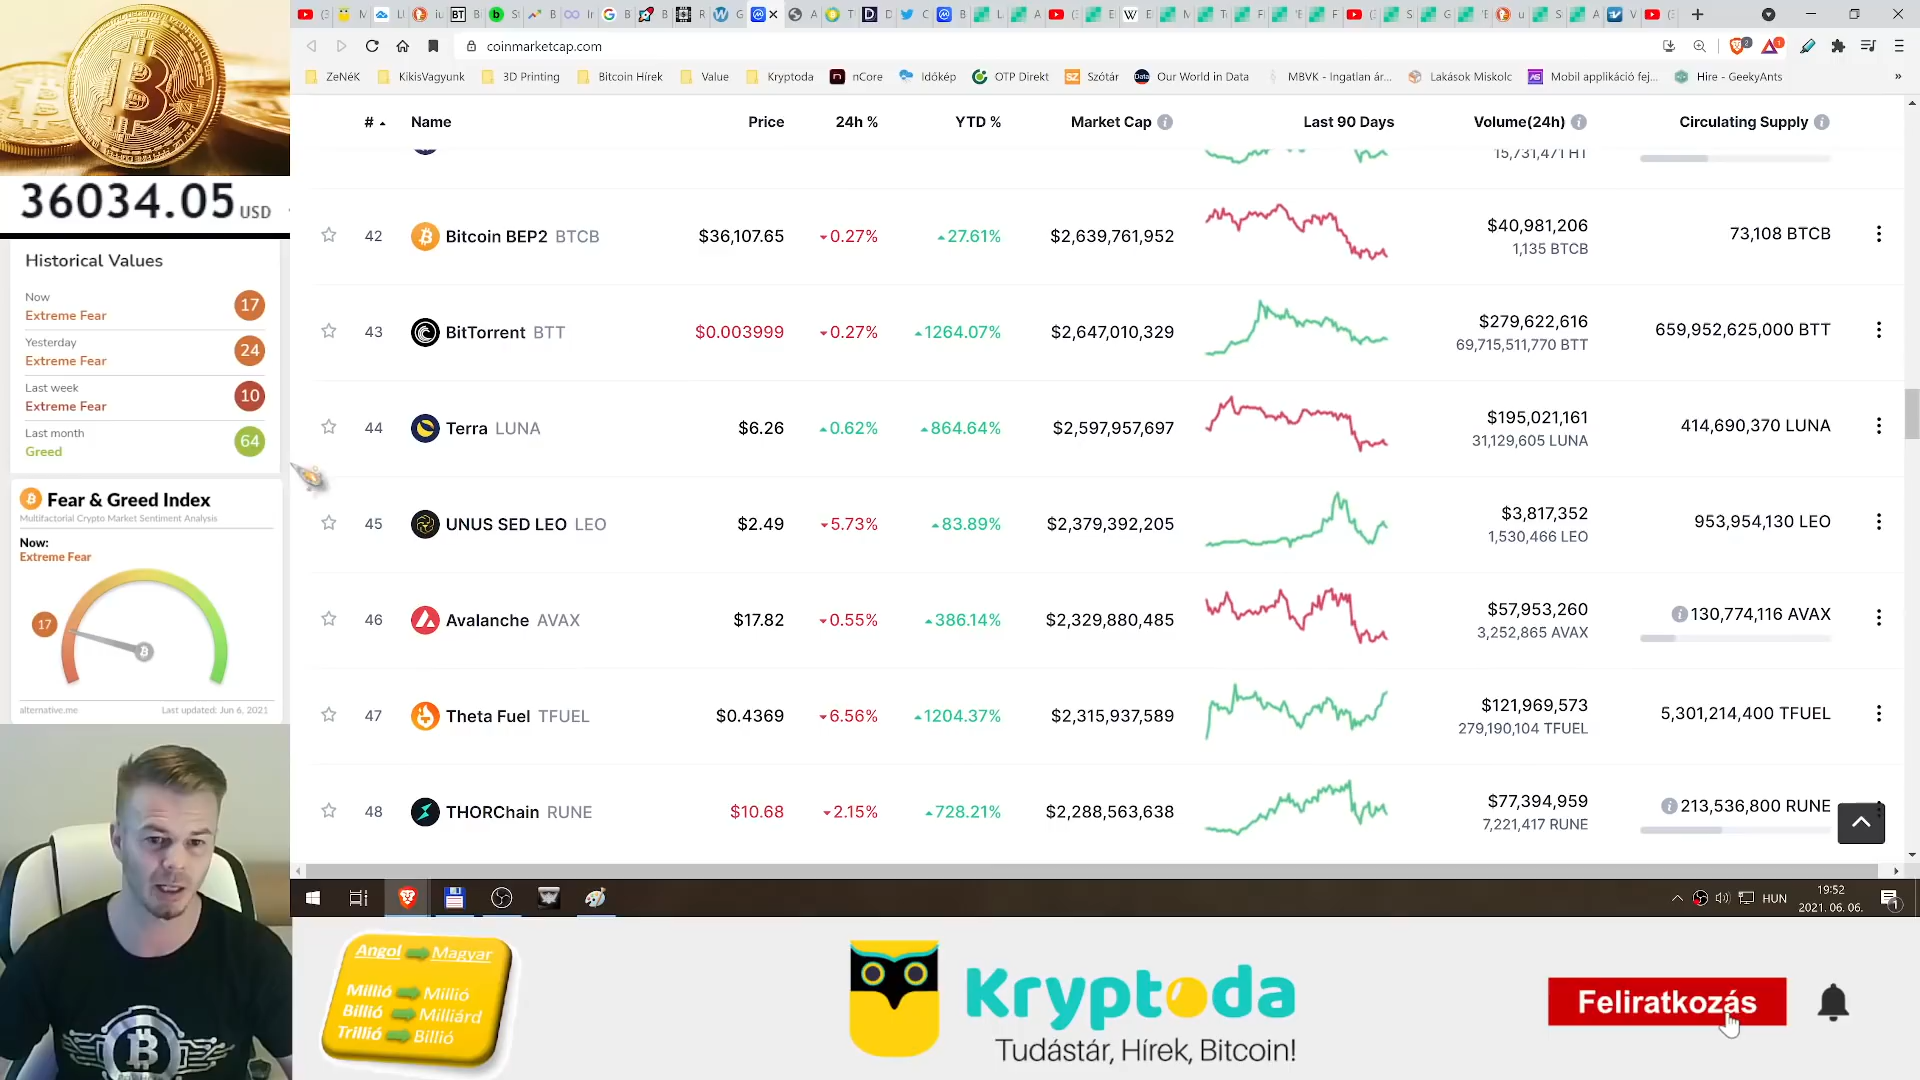 coinmarketcap.com
ZeNéK
KikisVagyunk
3D Printing
Bitcoin Hírek
Value
Kryptoda
nCore
Időkép
OTP Direkt
Szótár
Our World in Data
MBVK - Ingatlan ár...
Lakások Miskolc
Mobil applikáció fej...
Hire - GeekyAnts
»
36034.05 USD
Historical Values
Now
Extreme Fear 17
Yesterday
Extreme Fear 24
Last week
Extreme Fear 10
Last month
Greed 64
Fear & Greed Index
Multifactorial Crypto Market Sentiment Analysis
Now:
Extreme Fear
17
alternative.me Last updated: Jun 6, 2021
# Name Price 24h % YTD % Market Cap Last 90 Days Volume(24h) Circulating Supply
15,731,471 HT
42 Bitcoin BEP2 BTCB $36,107.65 0.27% 27.61% $2,639,761,952 $40,981,206 73,108 BTCB
1,135 BTCB
43 BitTorrent BTT $0.003999 0.27% 1264.07% $2,647,010,329 $279,622,616 659,952,625,000 BTT
69,715,511,770 BTT
44 Terra LUNA $6.26 0.62% 864.64% $2,597,957,697 $195,021,161 414,690,370 LUNA
31,129,605 LUNA
45 UNUS SED LEO LEO $2.49 5.73% 83.89% $2,379,392,205 $3,817,352 953,954,130 LEO
1,530,466 LEO
46 Avalanche AVAX $17.82 0.55% 386.14% $2,329,880,485 $57,953,260 130,774,116 AVAX
3,252,865 AVAX
47 Theta Fuel TFUEL $0.4369 6.56% 1204.37% $2,315,937,589 $121,969,573 5,301,214,400 TFUEL
279,190,104 TFUEL
48 THORChain RUNE $10.68 2.15% 728.21% $2,288,563,638 $77,394,959 213,536,800 RUNE
7,221,417 RUNE
HUN
19:52
2021. 06. 06.
1
Angol Magyar
Millió Millió
Billió Milliárd
Trillió Billió
Kryptoda
Tudástár, Hírek, Bitcoin!
Feliratkozás